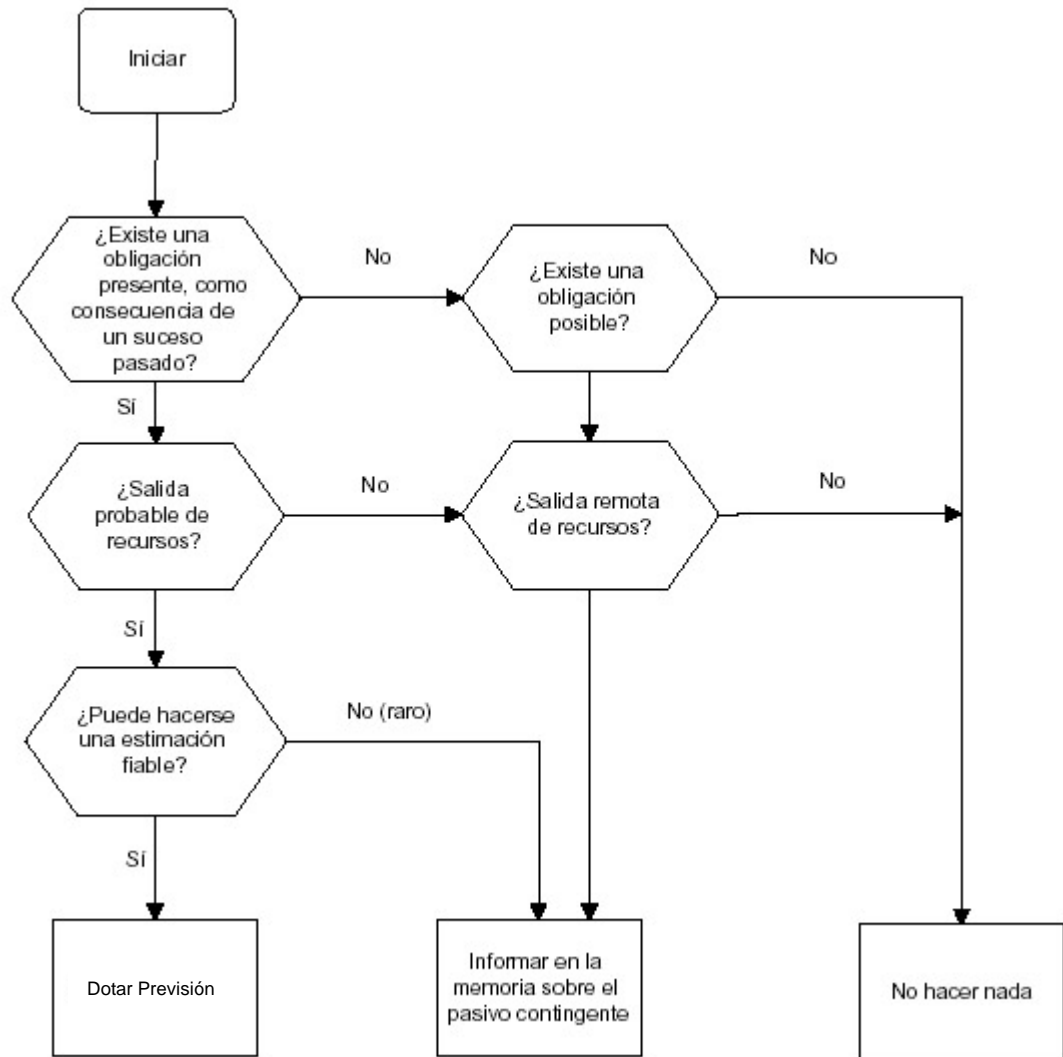 Iniciar
¿Existe una
obligación
presente, como
consecuencia de
un suceso
pasado?
No
¿Existe una
obligación
posible?
No
Sí
¿Salida
probable de
recursos?
No
¿Salida remota
de recursos?
No
Sí
¿Puede hacerse
una estimación
fiable?
No (raro)
Sí
Dotar Previsión
Informar en la
memoria sobre el
pasivo contingente
No hacer nada